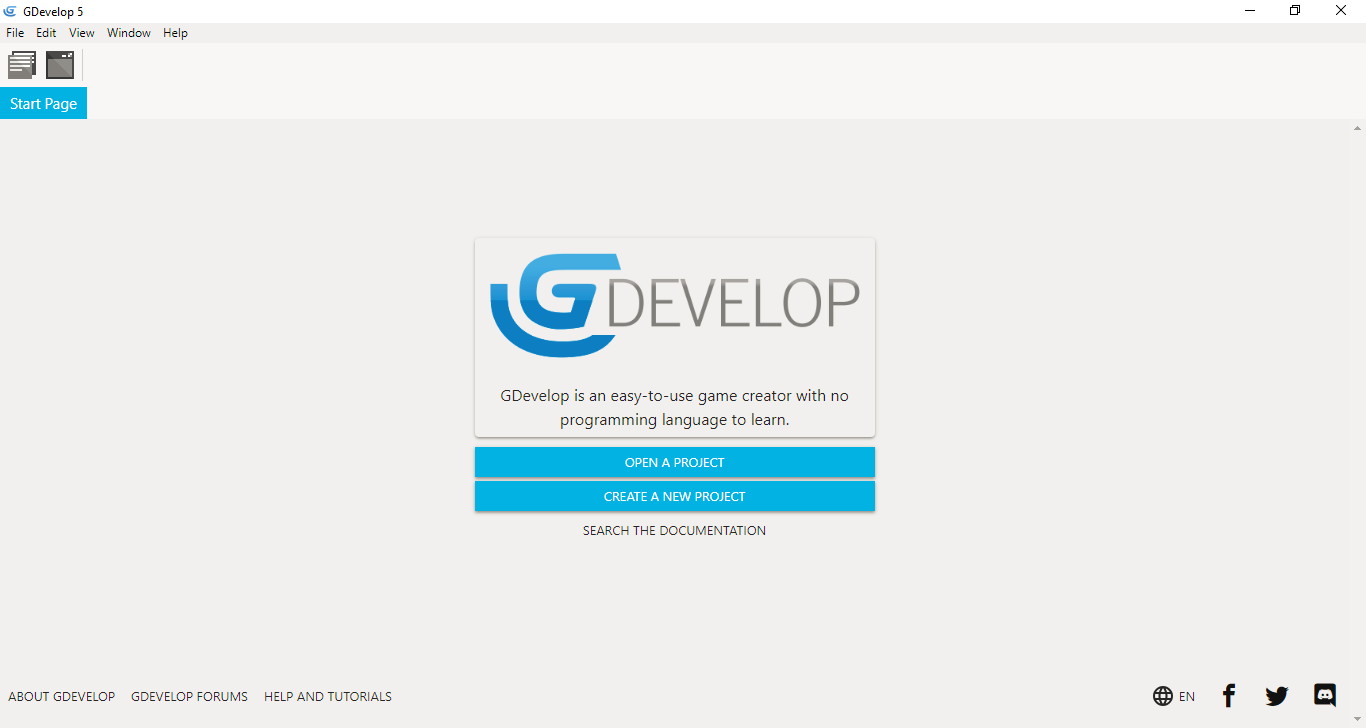 GDevelop 5
File Edit View Window Help
Start Page
GDEVELOP
GDevelop is an easy-to-use game creator with no
programming language to learn.
OPEN A PROJECT
CREATE A NEW PROJECT
SEARCH THE DOCUMENTATION
ABOUT GDEVELOP GDEVELOP FORUMS HELP AND TUTORIALS EN